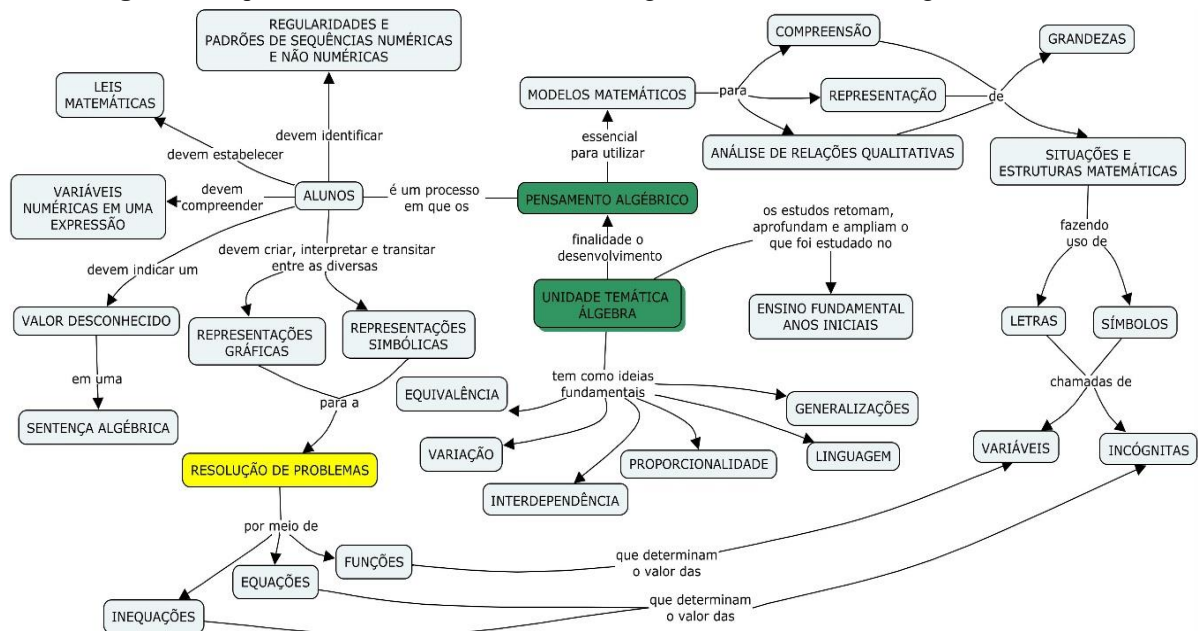 REGULARIDADES E
PADRÕES DE SEQUÊNCIAS NUMÉRICAS
E NÃO NUMÉRICAS
LEIS
MATEMÁTICAS
devem identificar
devem estabelecer
VARIÁVEIS
NUMÉRICAS EM UMA
EXPRESSÃO
devem
compreender
ALUNOS
é um processo
em que os
PENSAMENTO ALGÉBRICO
essencial
para utilizar
MODELOS MATEMÁTICOS
para
COMPREENSÃO
REPRESENTAÇÃO
ANÁLISE DE RELAÇÕES QUALITATIVAS
de
GRANDEZAS
SITUAÇÕES E
ESTRUTURAS MATEMÁTICAS
fazendo
uso de
LETRAS
SÍMBOLOS
chamadas de
VARIÁVEIS
INCÓGNITAS
finalidade o
desenvolvimento
UNIDADE TEMÁTICA
ÁLGEBRA
os estudos retomam,
aprofundam e ampliam o
que foi estudado no
ENSINO FUNDAMENTAL
ANOS INICIAIS
tem como ideias
fundamentais
EQUIVALÊNCIA
VARIAÇÃO
INTERDEPENDÊNCIA
PROPORCIONALIDADE
LINGUAGEM
GENERALIZAÇÕES
devem indicar um
VALOR DESCONHECIDO
em uma
SENTENÇA ALGÉBRICA
devem criar, interpretar e transitar
entre as diversas
REPRESENTAÇÕES
GRÁFICAS
REPRESENTAÇÕES
SIMBÓLICAS
para a
RESOLUÇÃO DE PROBLEMAS
por meio de
FUNÇÕES
EQUAÇÕES
INEQUAÇÕES
que determinam
o valor das
que determinam
o valor das